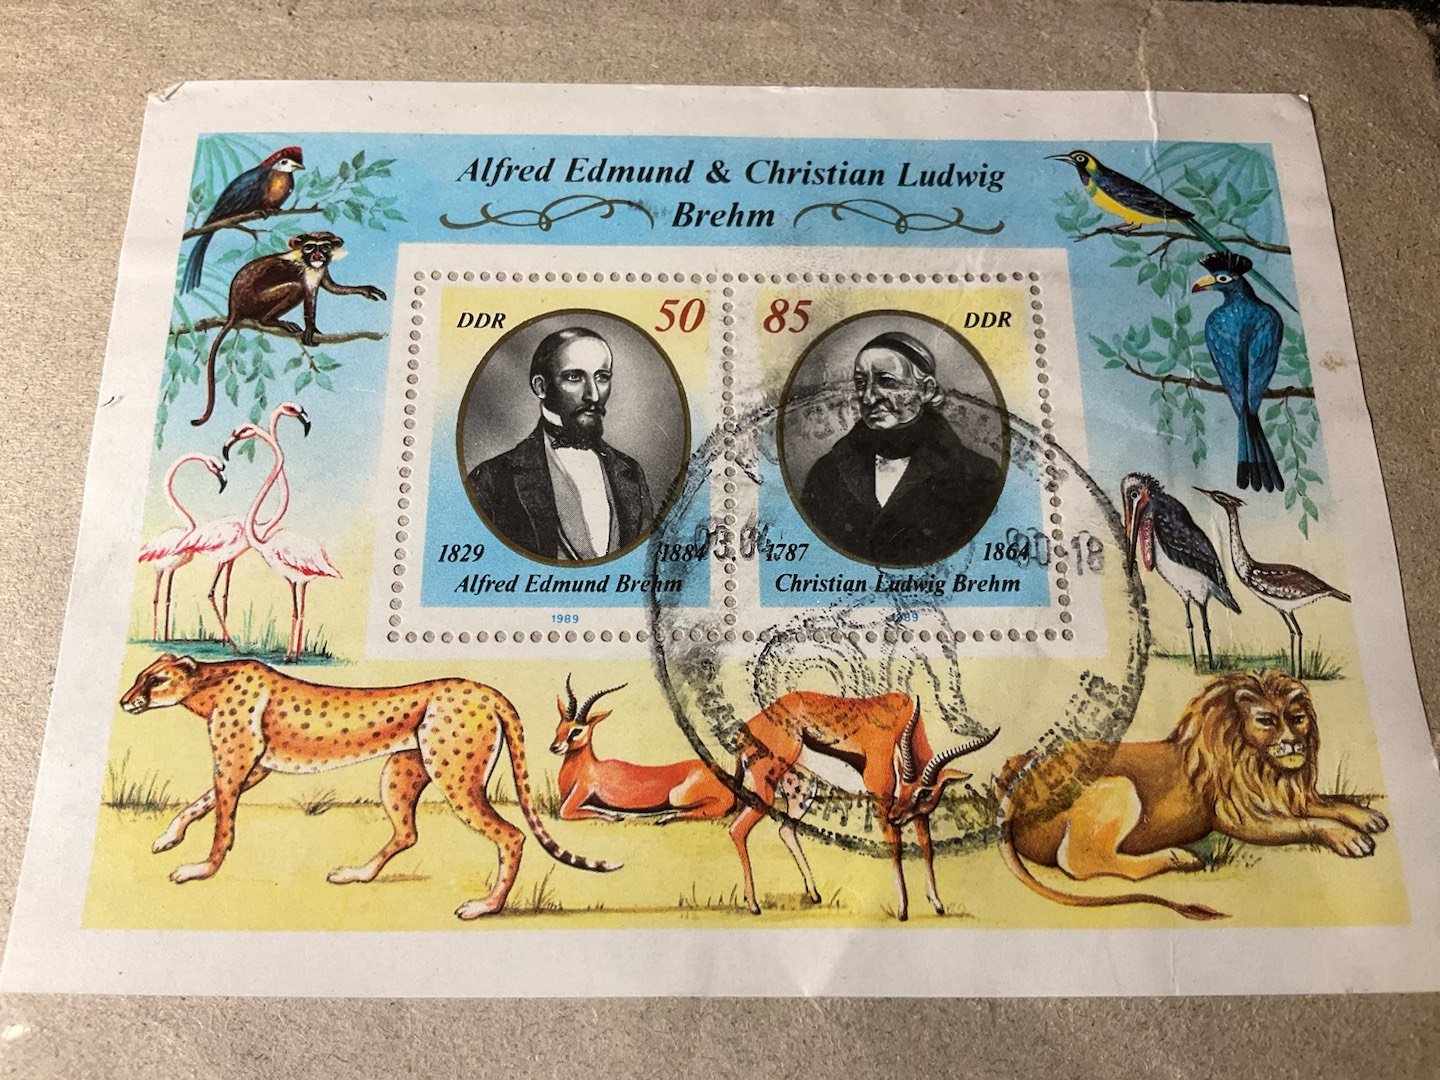 Alfred Edmund & Christian Ludwig
Brehm
DDR 50
1829 1884
Alfred Edmund Brehm
1989
85 DDR
1787 1864
Christian Ludwig Brehm
1989